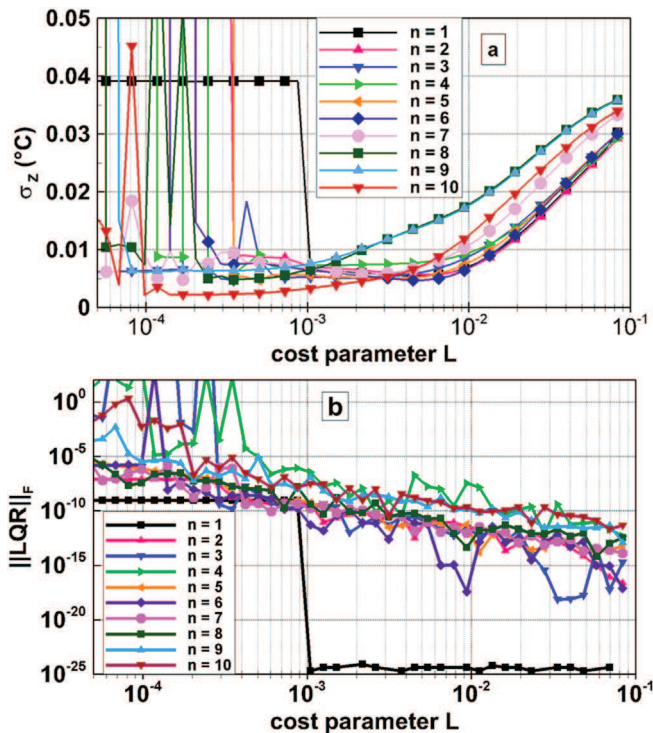 0.05
0.04
0.03
0.02
0.01
0
σz (°C)
a
n = 1
n = 2
n = 3
n = 4
n = 5
n = 6
n = 7
n = 8
n = 9
n = 10
10-4
10-3
10-2
10-1
cost parameter L
100
10-5
10-10
10-15
10-20
10-25
||LQR||F
b
n = 1
n = 2
n = 3
n = 4
n = 5
n = 6
n = 7
n = 8
n = 9
n = 10
10-4
10-3
10-2
10-1
cost parameter L